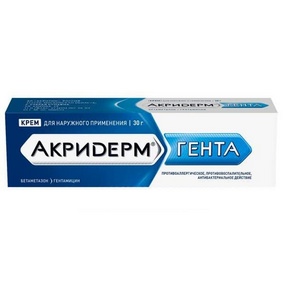 КРЕМ ДЛЯ НАРУЖНОГО ПРИМЕНЕНИЯ | 30 г
АКРИДЕРМ® ГЕНТА
ПРОТИВОАЛЛЕРГИЧЕСКОЕ, ПРОТИВОВОСПАЛИТЕЛЬНОЕ,
АНТИБАКТЕРИАЛЬНОЕ ДЕЙСТВИЕ
БЕТАМЕТАЗОН + ГЕНТАМИЦИН